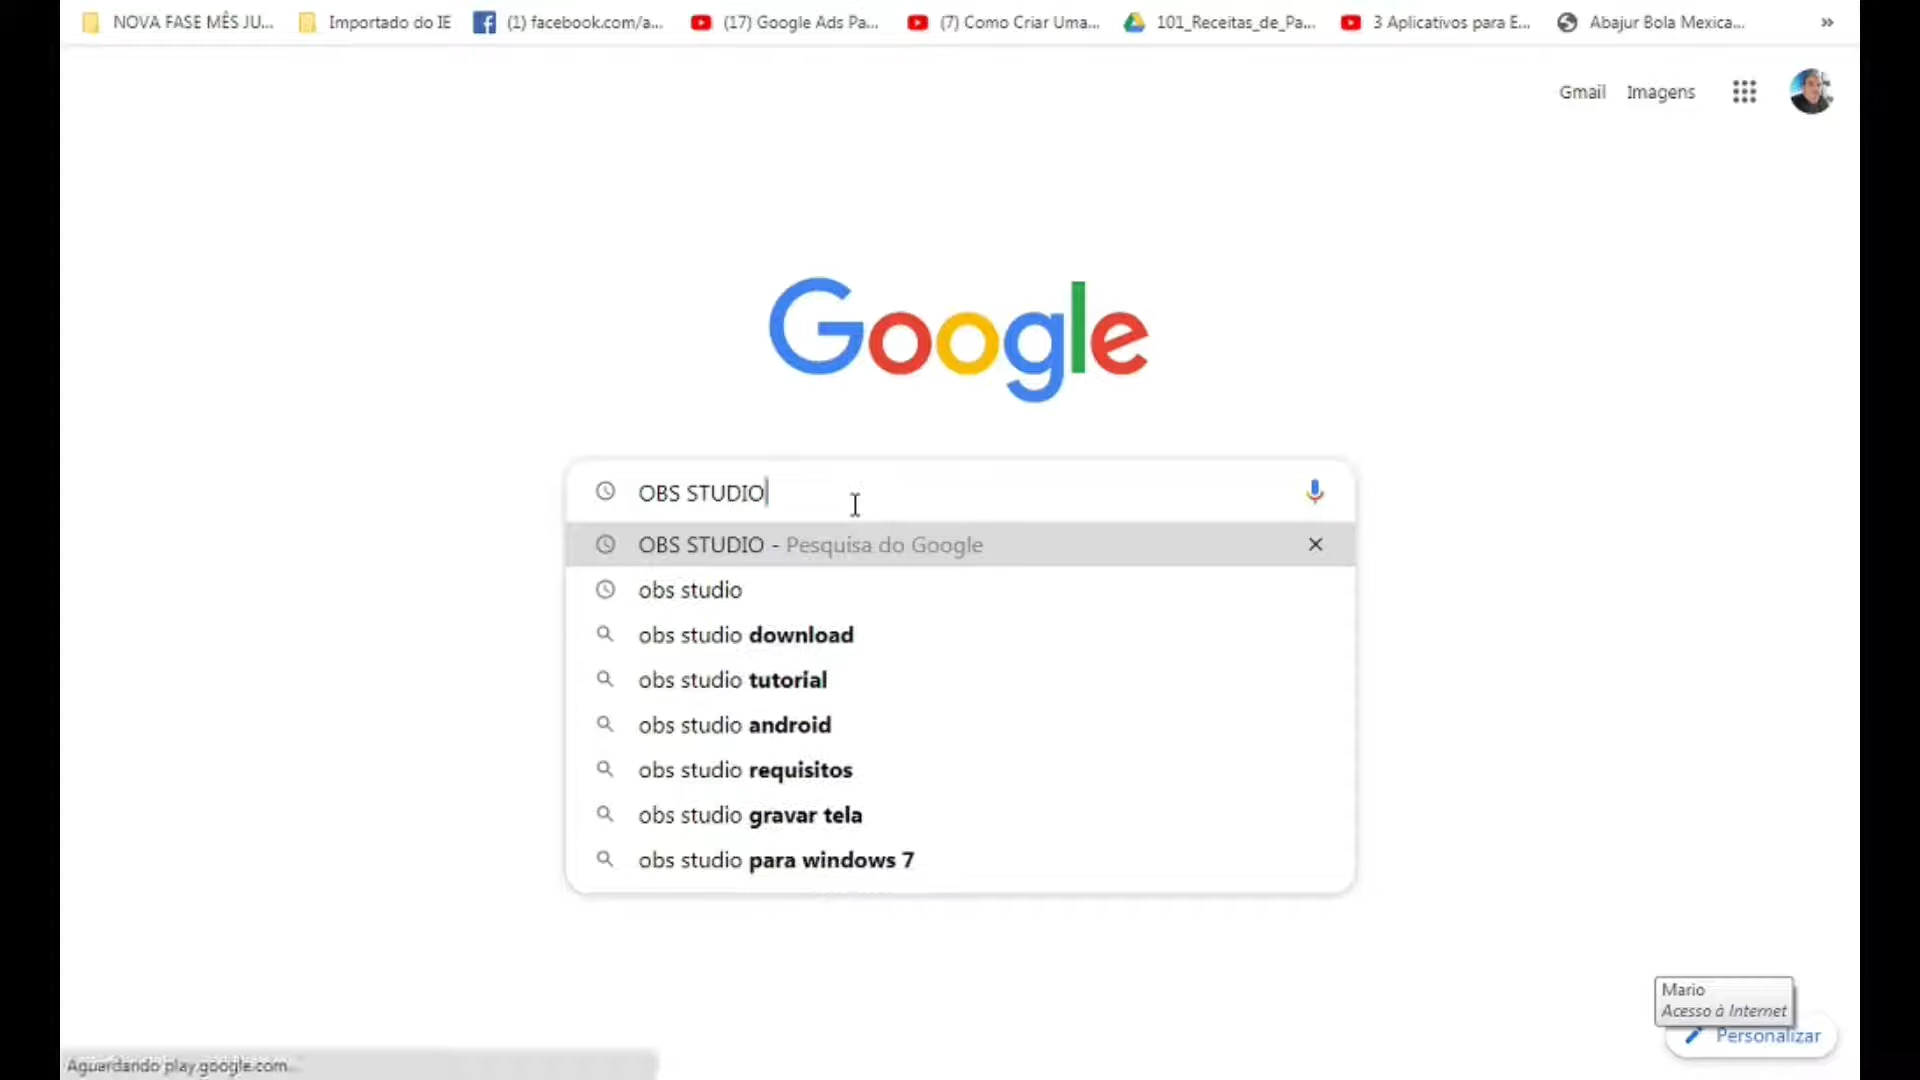 NOVA FASE MÊS JU...
Importado do IE
(1) facebook.com/a...
(17) Google Ads Pa...
(7) Como Criar Uma...
101_Receitas_de_Pa...
3 Aplicativos para E...
Abajur Bola Mexica...
»
Gmail
Imagens
Google
OBS STUDIO
OBS STUDIO - Pesquisa do Google
obs studio
obs studio download
obs studio tutorial
obs studio android
obs studio requisitos
obs studio gravar tela
obs studio para windows 7
Mario
Acesso à Internet
Personalizar
Aguardando play.google.com...